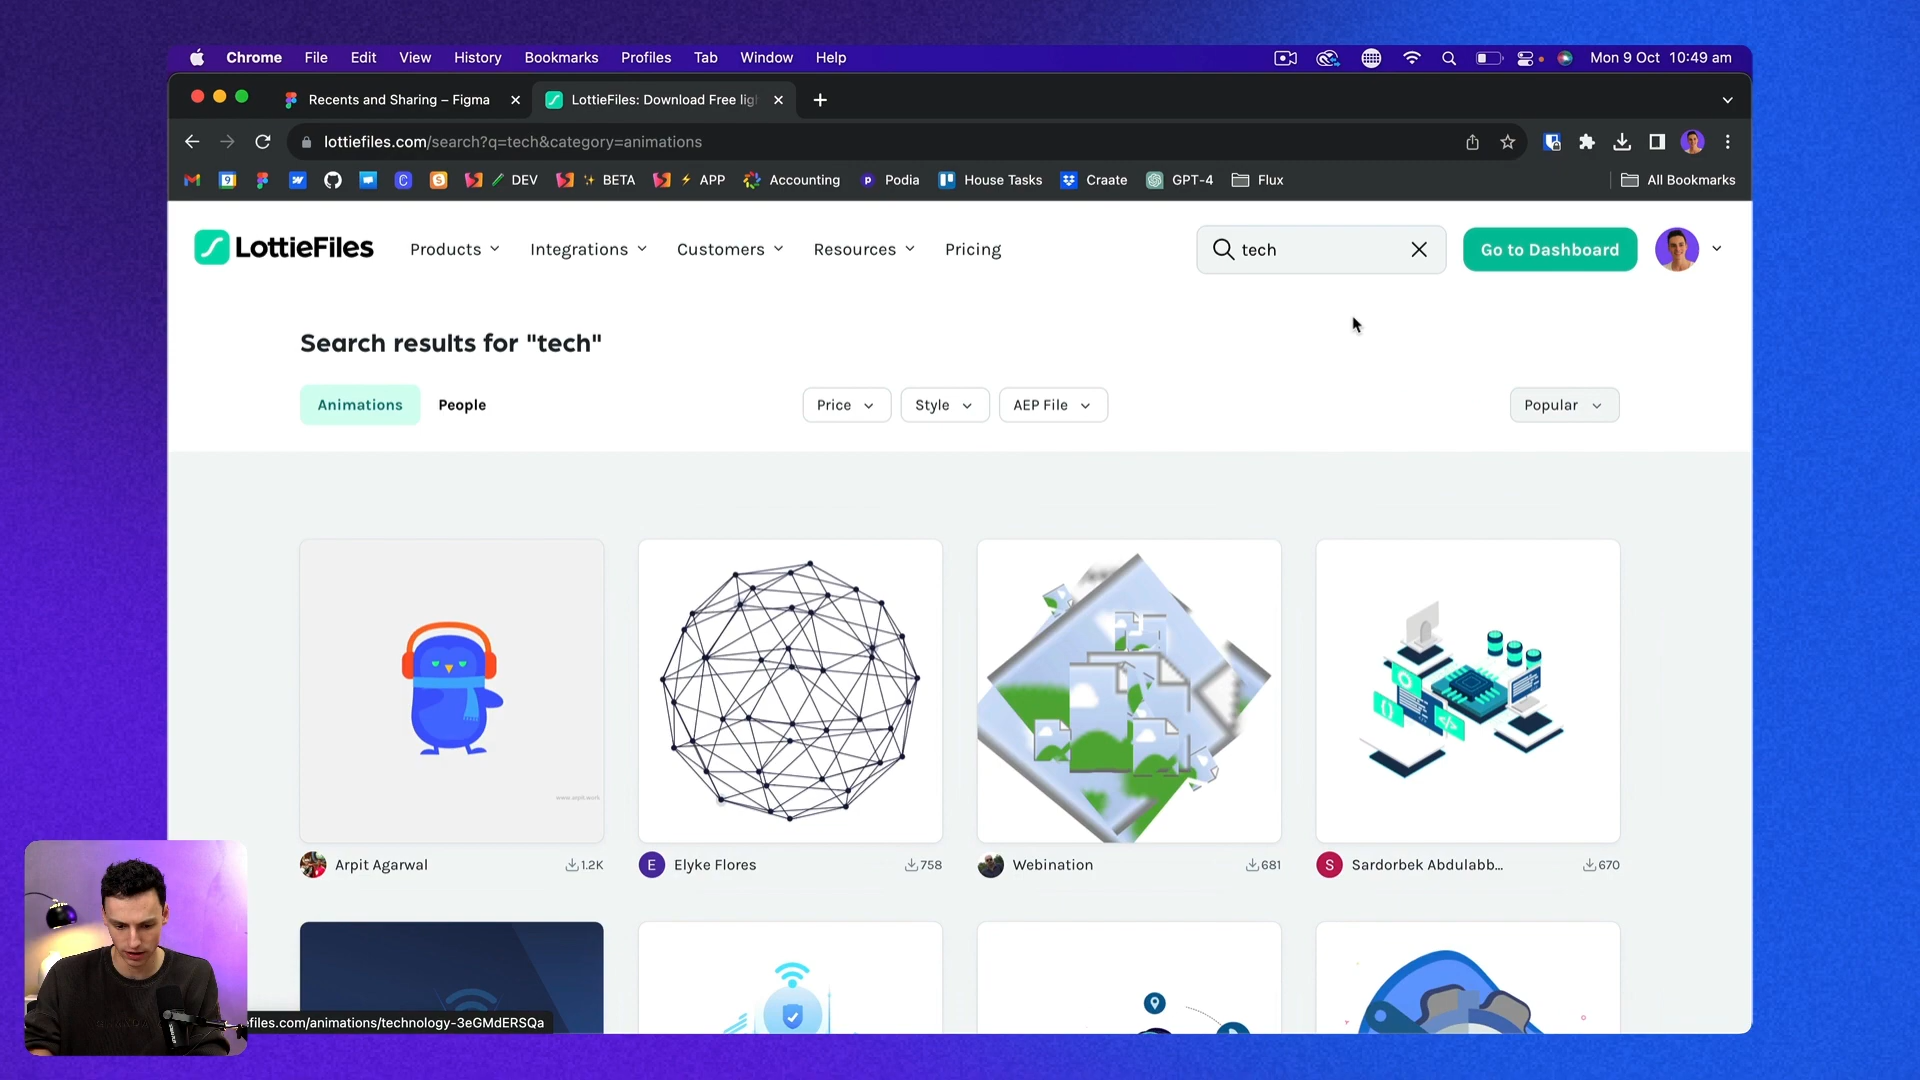 Chrome File Edit View History Bookmarks Profiles Tab Window Help Mon 9 Oct 10:49 am
Recents and Sharing – Figma LottieFiles: Download Free lig
lottiefiles.com/search?q=tech&category=animations
DEV BETA APP Accounting Podia House Tasks Craate GPT-4 Flux All Bookmarks
LottieFiles Products Integrations Customers Resources Pricing tech Go to Dashboard
Search results for "tech"
Animations People Price Style AEP File Popular
www.arpit.work
Arpit Agarwal 1.2K E Elyke Flores 758 Webination 681 S Sardorbek Abdulabb... 670
efiles.com/animations/technology-3eGMdERSQa